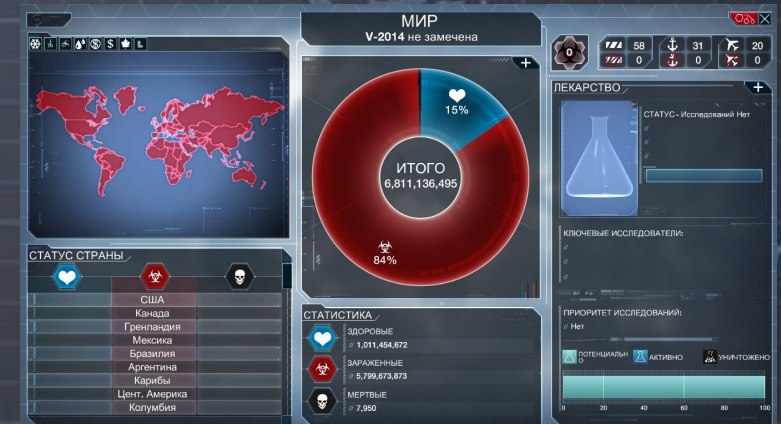 МИР
V-2014 не замечена
0
58
31
20
0
0
0
15%
ИТОГО
6,811,136,495
84%
СТАТУС СТРАНЫ
США
Канада
Гренландия
Мексика
Бразилия
Аргентина
Карибы
Цент. Америка
Колумбия
СТАТИСТИКА
ЗДОРОВЫЕ
// 1,011,454,672
ЗАРАЖЕННЫЕ
// 5,799,673,873
МЕРТВЫЕ
// 7,950
ЛЕКАРСТВО
СТАТУС - Исследований Нет
//
//
//
КЛЮЧЕВЫЕ ИССЛЕДОВАТЕЛИ:
//
//
//
ПРИОРИТЕТ ИССЛЕДОВАНИЙ:
// Нет
ПОТЕНЦИАЛЬН
О
АКТИВНО
УНИЧТОЖЕНО
0 20 40 60 80 100